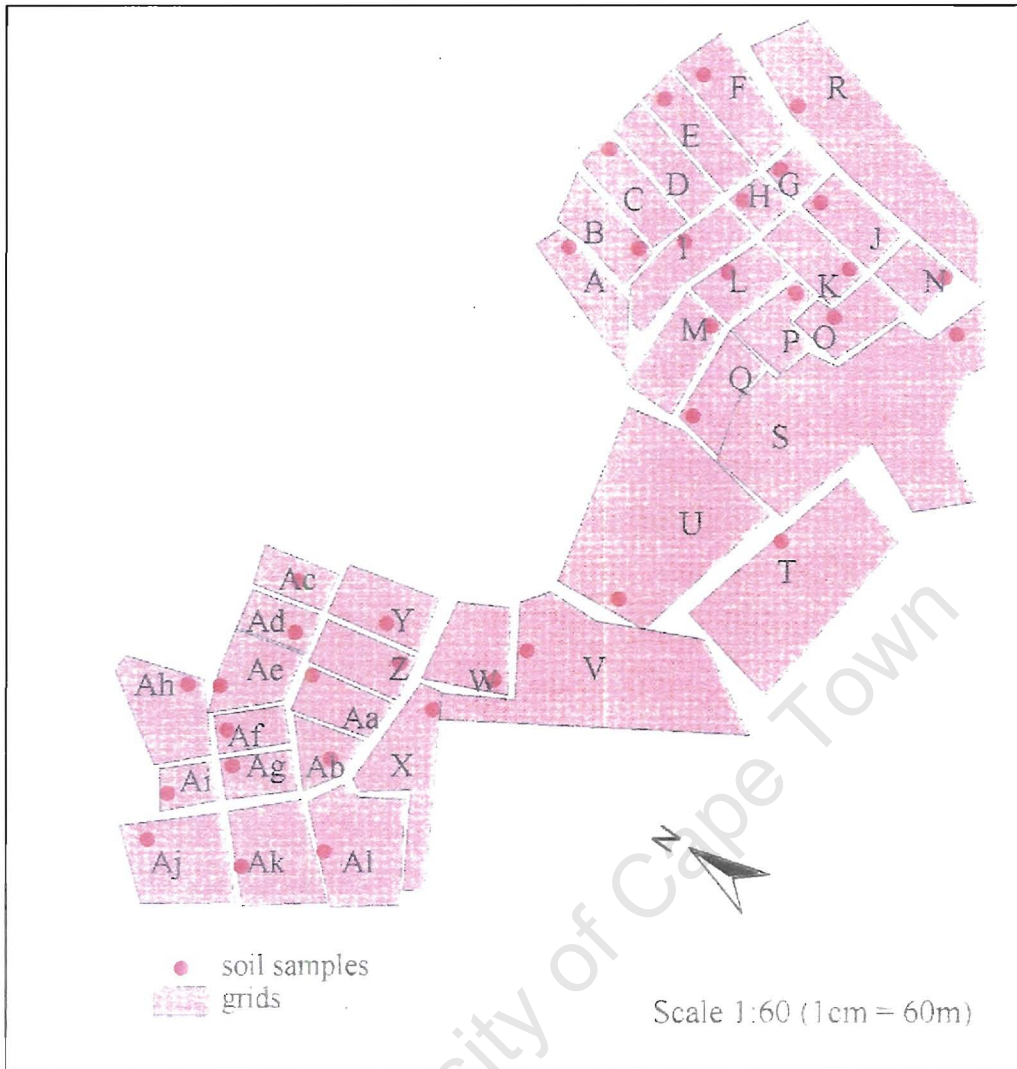 F R
E
D G
C H
B I J
A L K N
M P O
Q
S
U
T
Ac
Ad Y
Ae Z V
Ah W
Aa
Af
Ag Ab X
Ai
Aj Ak Al
N
soil samples
grids
Scale 1:60 (1cm = 60m)
University of Cape Town